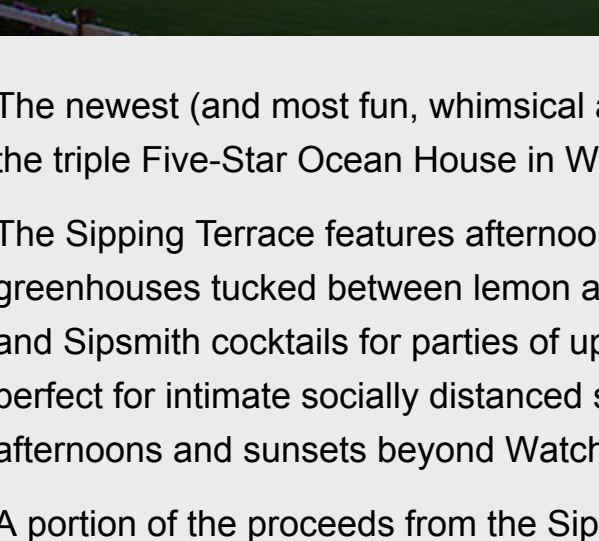 The newest (and most fun, whimsical a
the triple Five-Star Ocean House in W
The Sipping Terrace features afternoo
greenhouses tucked between lemon a
and Sipsmith cocktails for parties of up
perfect for intimate socially distanced s
afternoons and sunsets beyond Watch
A portion of the proceeds from the Sip